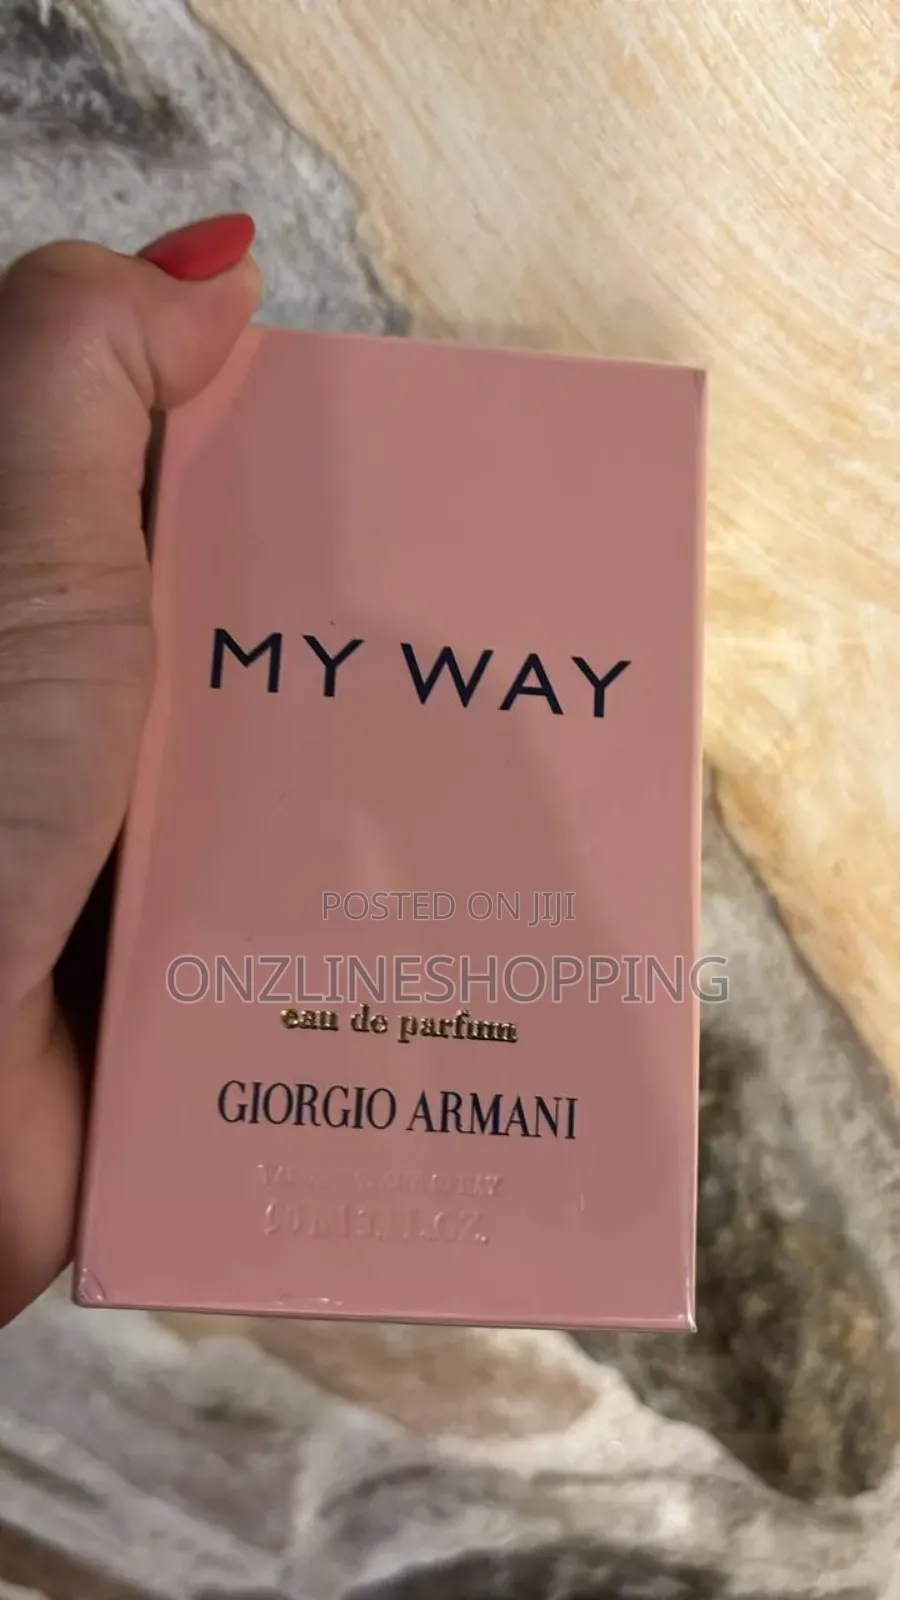 MY WAY
POSTED ON JIJI
ONZLINESHOPPING
eau de parfum
GIORGIO ARMANI